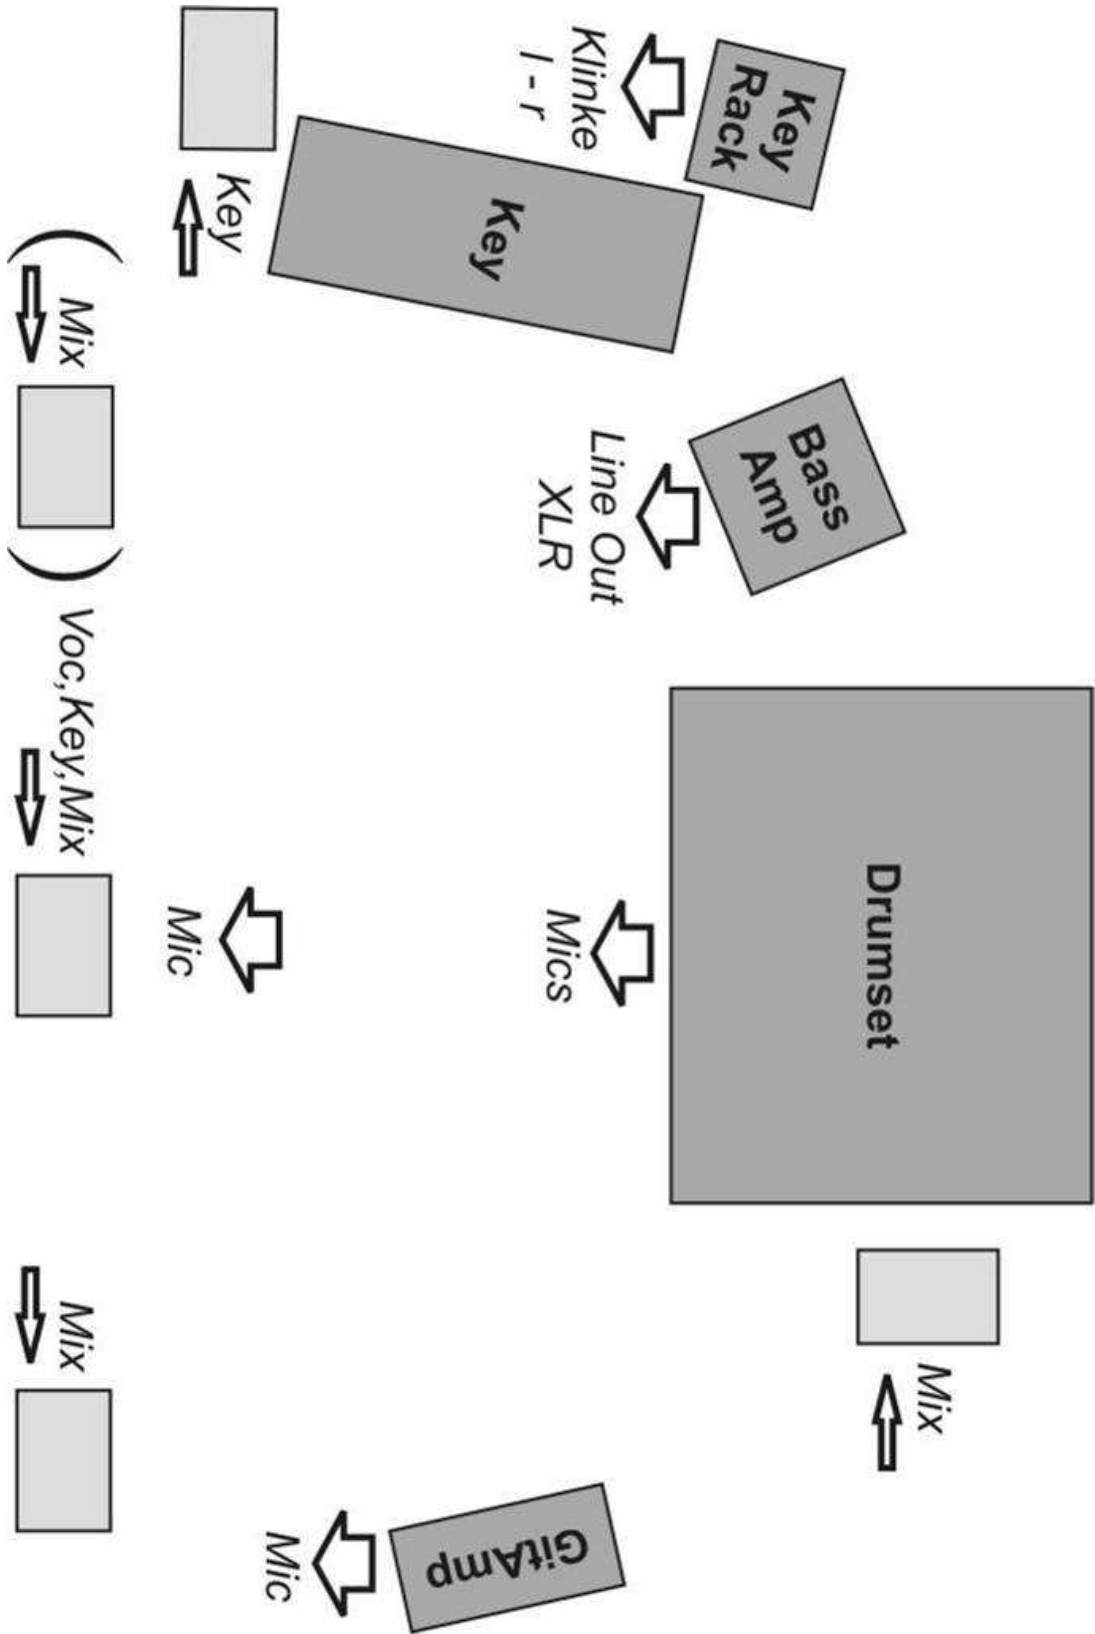 Mix
Drumset
Key
Rack
Bass
Amp
Klinke
l - r
Key
Line Out
XLR
Mics
GitAmp
Mic
Key
Mic
( Mix )
Voc,Key,Mix
Mix